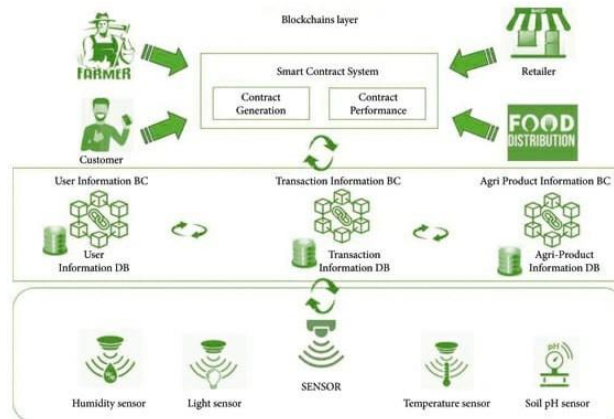 Blockchains layer
SHOP
FARMER
Retailer
Smart Contract System
Contract
Generation
Contract
Performance
Customer
FOOD
DISTRIBUTION
User Information BC
Transaction Information BC
Agri Product Information BC
User
Information DB
Transaction
Information DB
Agri-Product
Information DB
SENSOR
pH
Humidity sensor
Light sensor
Temperature sensor
Soil pH sensor